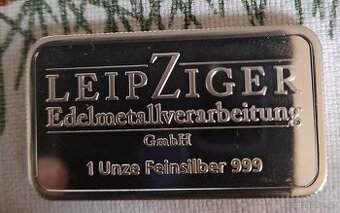 LEIPZIGER
Edelmetallverarbeitung
GmbH
1 Unze Feinsilber 999